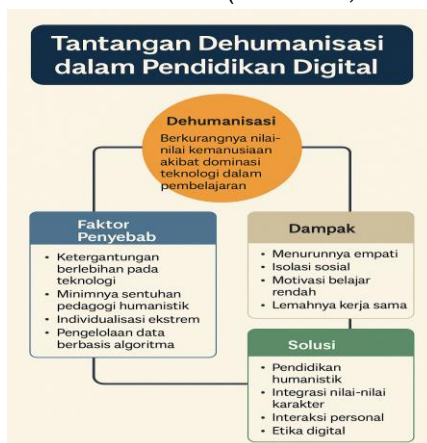 Tantangan Dehumanisasi
dalam Pendidikan Digital
Dehumanisasi
Berkurangnya nilai-
nilai kemanusiaan
akibat dominasi
teknologi dalam
pembelajaran
Faktor
Penyebab
• Ketergantungan
berlebihan pada
teknologi
• Minimnya sentuhan
pedagogi humanistik
• Individualisasi ekstrem
• Pengelolaan data
berbasis algoritma
Dampak
• Menurunnya empati
• Isolasi sosial
• Motivasi belajar
rendah
• Lemahnya kerja sama
Solusi
• Pendidikan
humanistik
• Integrasi nilai-nilai
karakter
• Interaksi personal
• Etika digital